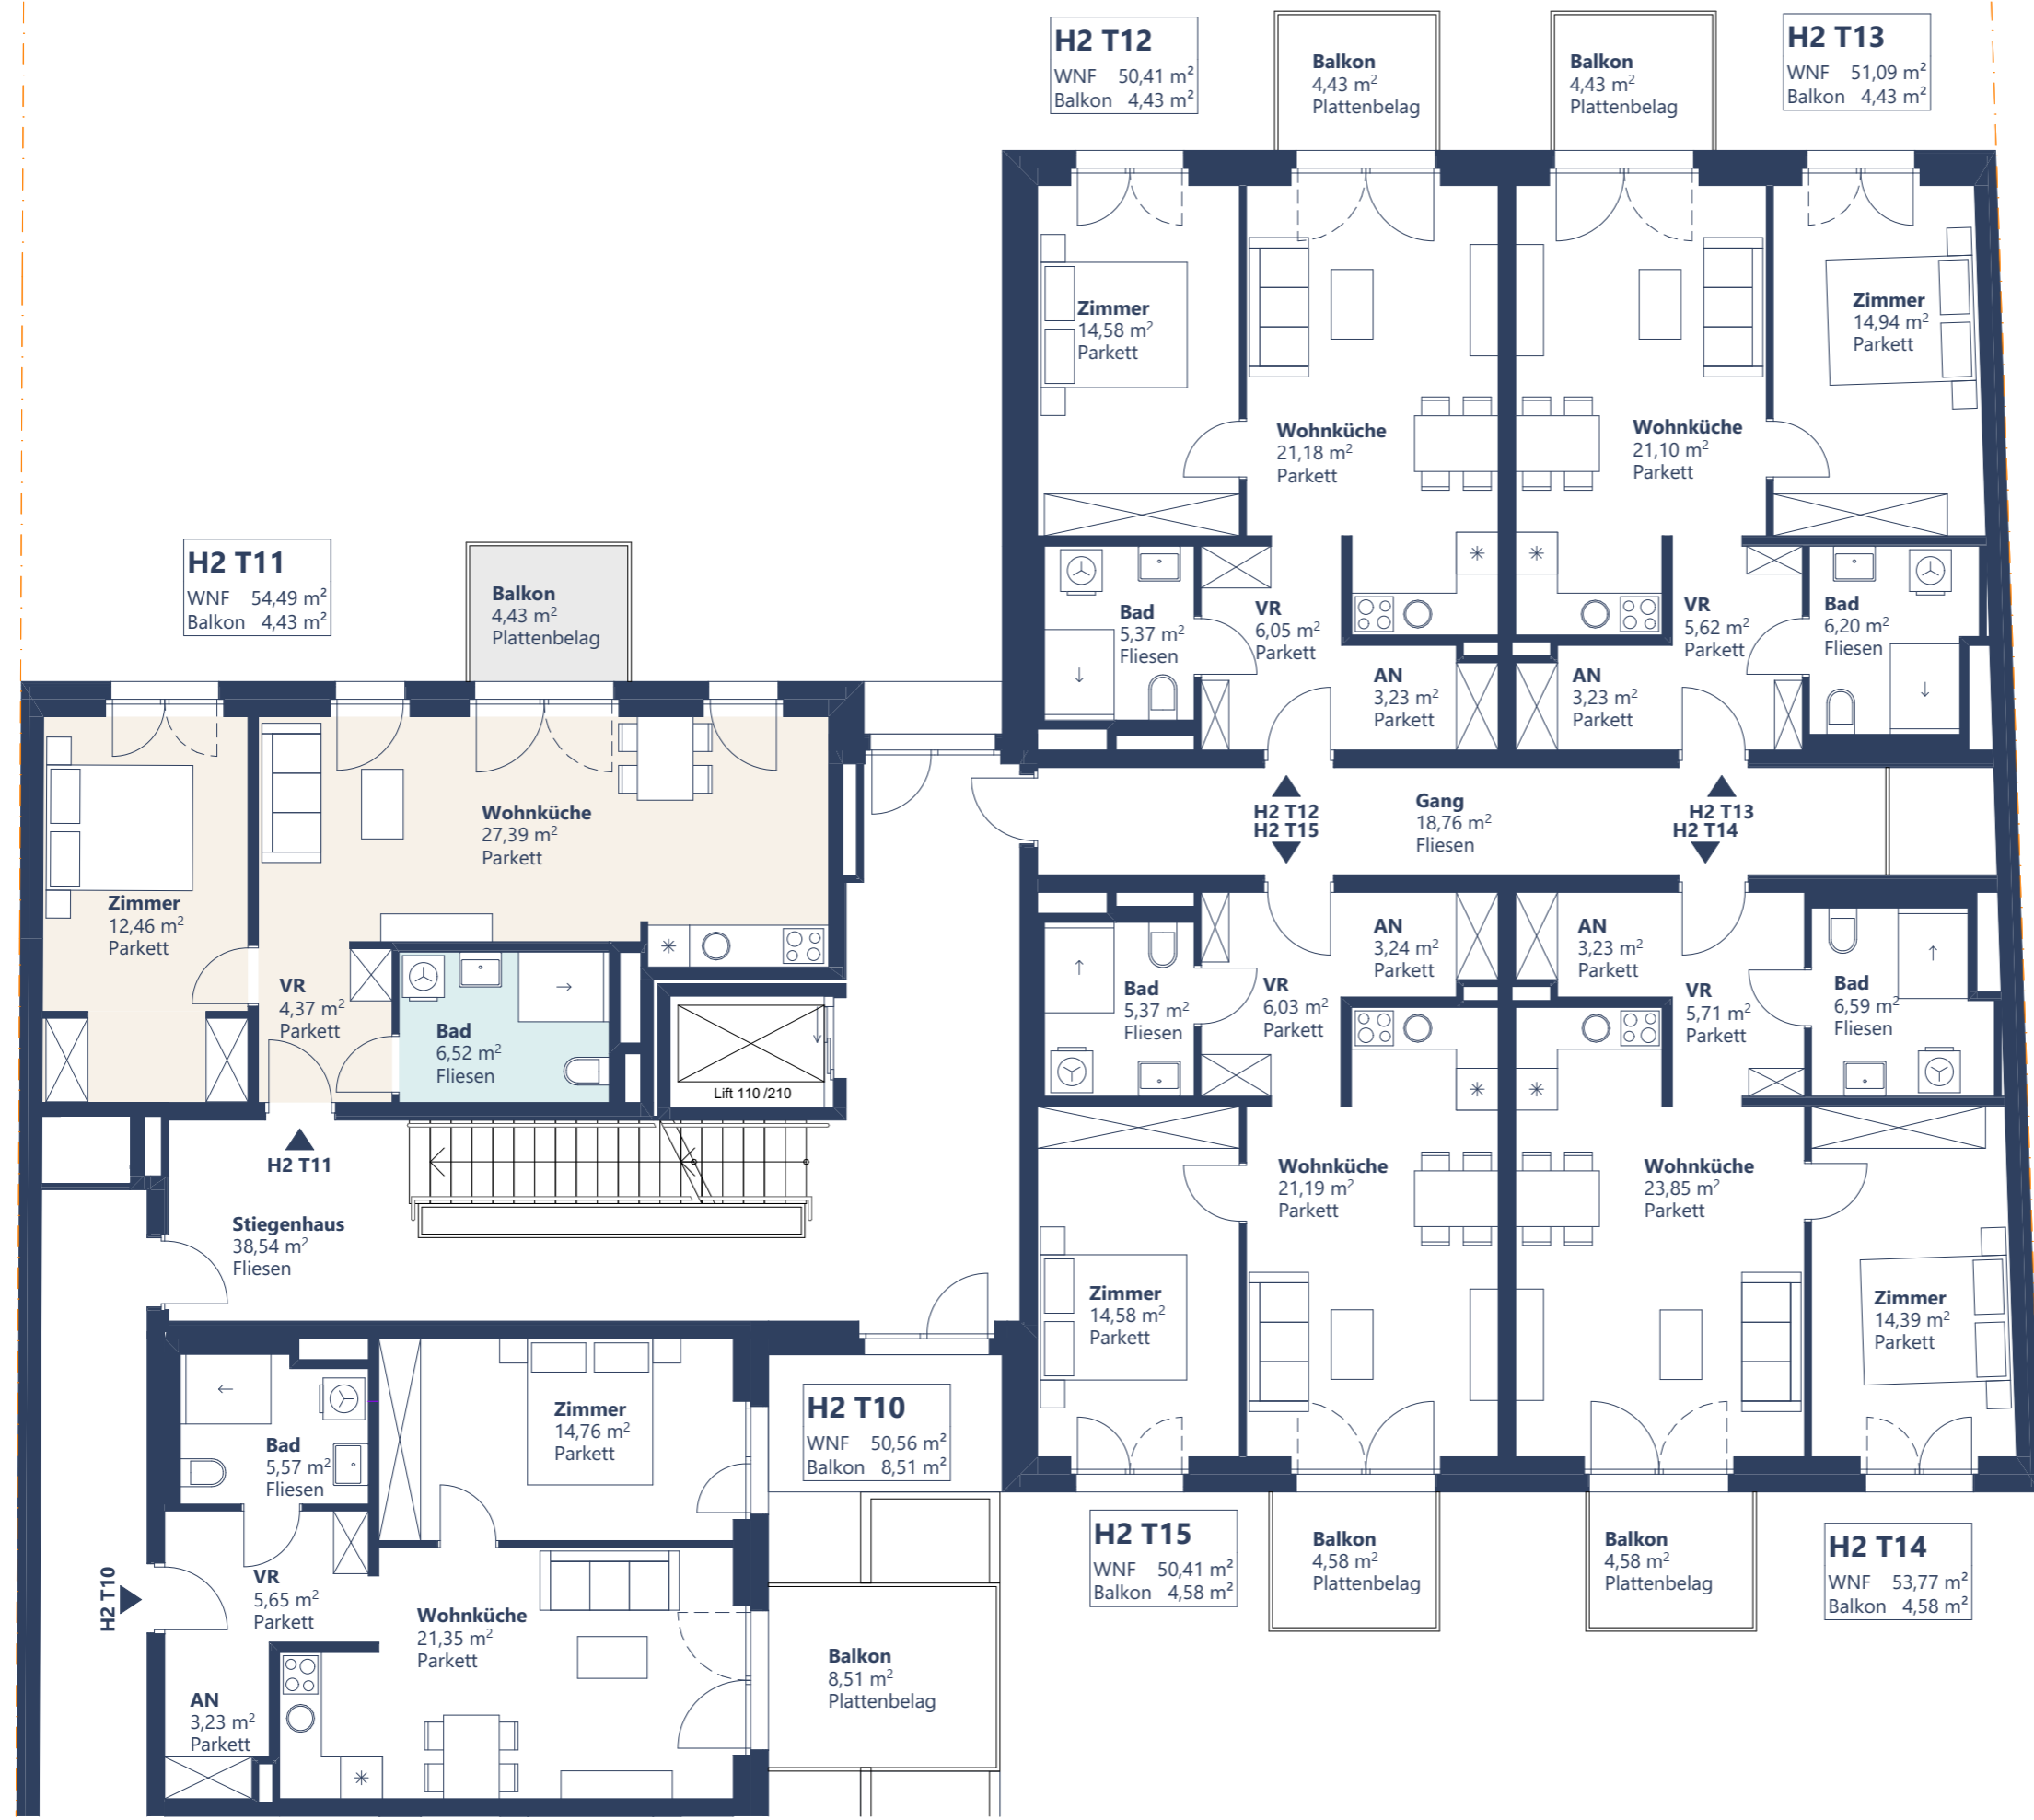 H2 T12
WNF 50,41 m²
Balkon 4,43 m²
Balkon
4,43 m²
Plattenbelag
Balkon
4,43 m²
Plattenbelag
H2 T13
WNF 51,09 m²
Balkon 4,43 m²
Zimmer
14,58 m²
Parkett
Wohnküche
21,18 m²
Parkett
Wohnküche
21,10 m²
Parkett
Zimmer
14,94 m²
Parkett
Bad
5,37 m²
Fliesen
VR
6,05 m²
Parkett
AN
3,23 m²
Parkett
AN
3,23 m²
Parkett
VR
5,62 m²
Parkett
Bad
6,20 m²
Fliesen
H2 T11
WNF 54,49 m²
Balkon 4,43 m²
Balkon
4,43 m²
Plattenbelag
Wohnküche
27,39 m²
Parkett
Zimmer
12,46 m²
Parkett
VR
4,37 m²
Parkett
Bad
6,52 m²
Fliesen
Lift 110 /210
H2 T11
H2 T12
H2 T15
Gang
18,76 m²
Fliesen
H2 T13
H2 T14
Bad
5,37 m²
Fliesen
VR
6,03 m²
Parkett
AN
3,24 m²
Parkett
AN
3,23 m²
Parkett
VR
5,71 m²
Parkett
Bad
6,59 m²
Fliesen
Stiegenhaus
38,54 m²
Fliesen
Zimmer
14,58 m²
Parkett
Wohnküche
21,19 m²
Parkett
Wohnküche
23,85 m²
Parkett
Zimmer
14,39 m²
Parkett
Bad
5,57 m²
Fliesen
Zimmer
14,76 m²
Parkett
H2 T10
WNF 50,56 m²
Balkon 8,51 m²
H2 T10
VR
5,65 m²
Parkett
Wohnküche
21,35 m²
Parkett
AN
3,23 m²
Parkett
Balkon
8,51 m²
Plattenbelag
H2 T15
WNF 50,41 m²
Balkon 4,58 m²
Balkon
4,58 m²
Plattenbelag
Balkon
4,58 m²
Plattenbelag
H2 T14
WNF 53,77 m²
Balkon 4,58 m²